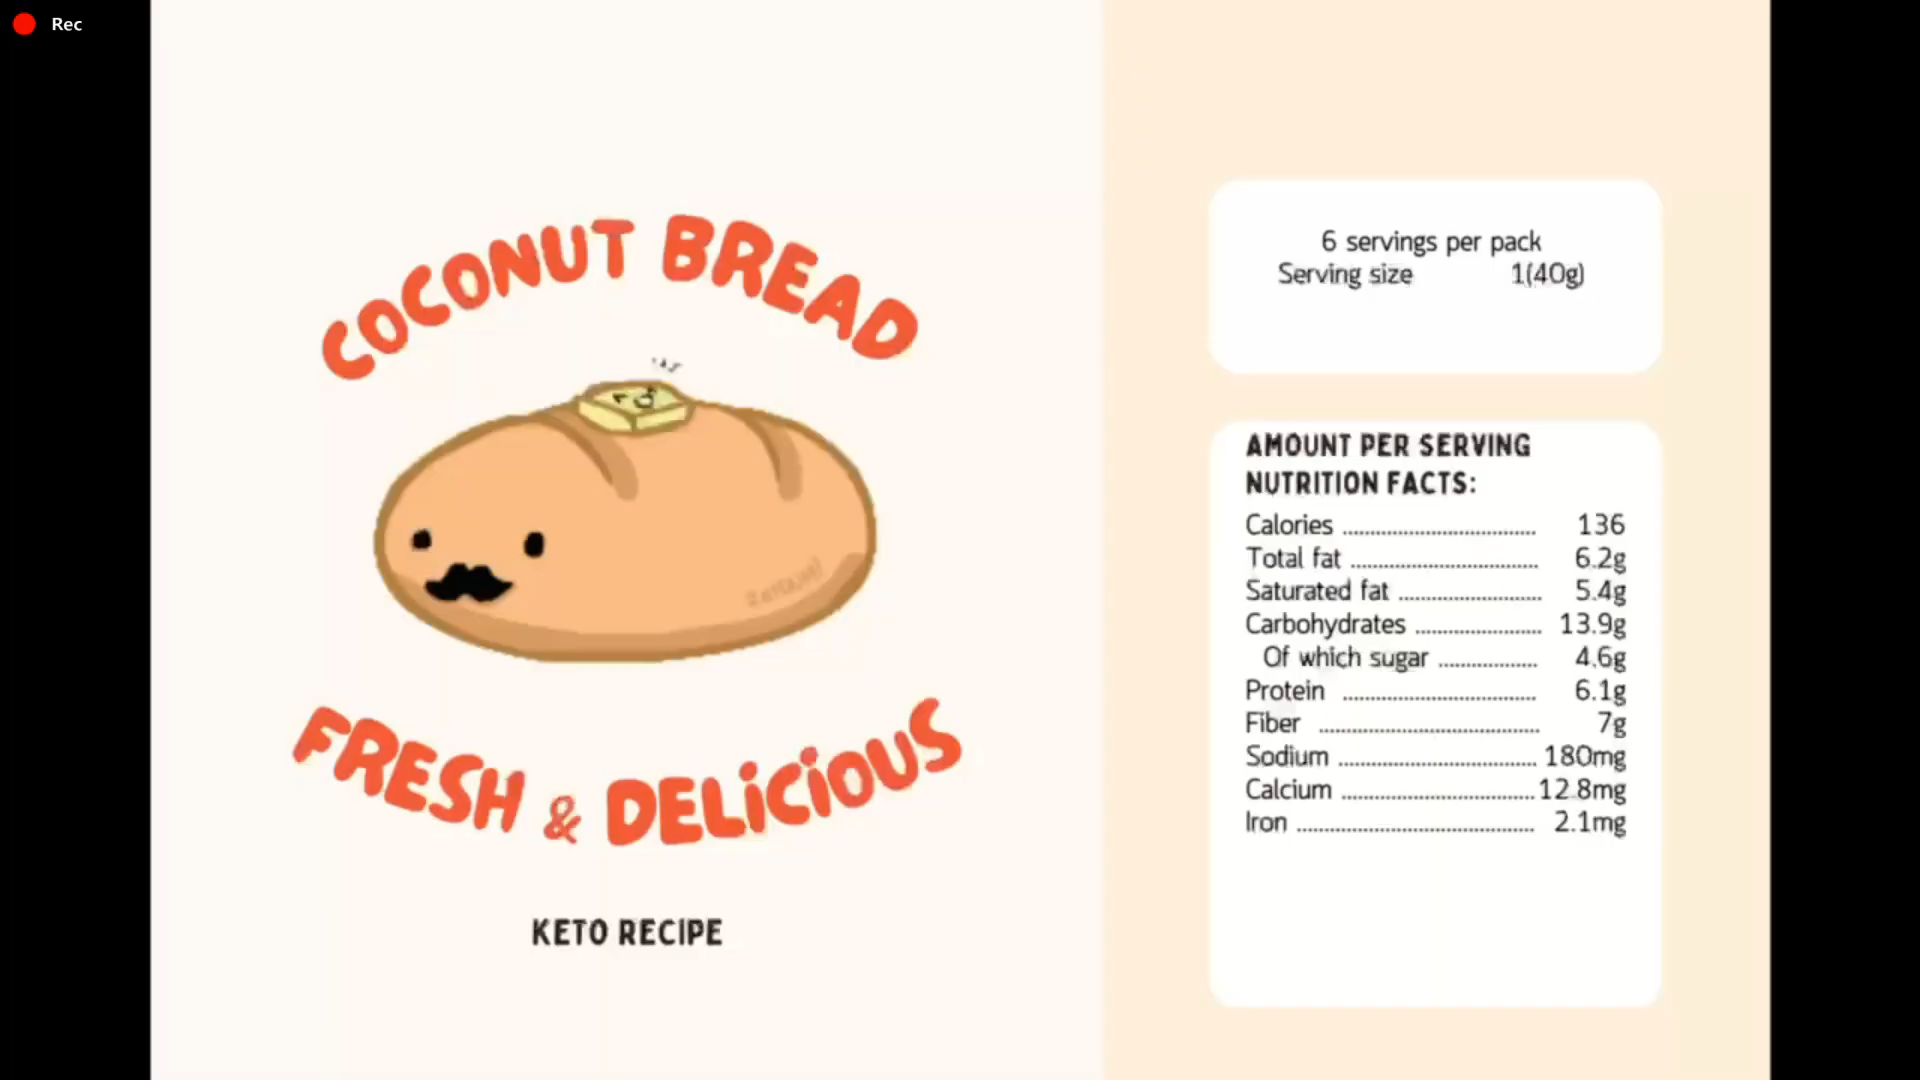 Rec
COCONUT BREAD
FRESH & DELiCiOUS
KETO RECIPE
6 servings per pack
Serving size 1(40g)
AMOUNT PER SERVING
NUTRITION FACTS:
Calories ........................................ 136
Total fat ........................................ 6.2g
Saturated fat .............................. 5.4g
Carbohydrates .......................... 13.9g
Of which sugar .................... 4.6g
Protein ........................................ 6.1g
Fiber ............................................. 7g
Sodium ......................................... 180mg
Calcium ........................................ 12.8mg
Iron ................................................. 2.1mg